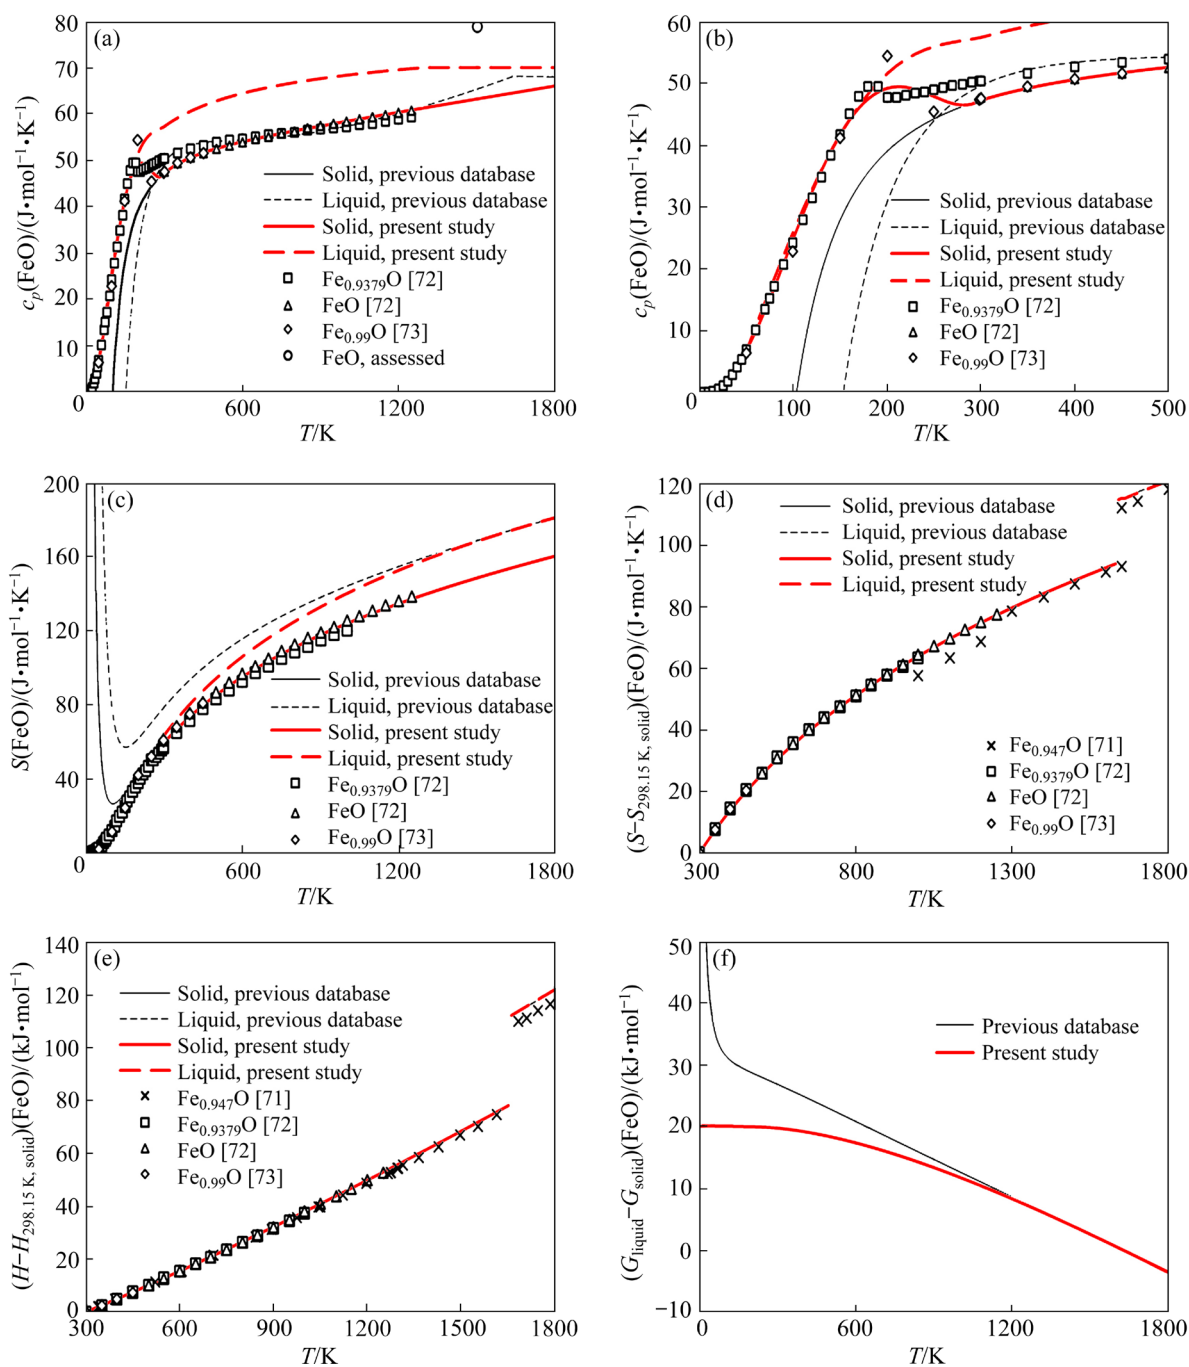 (a)
c_p(FeO)/(J•mol⁻¹•K⁻¹)
80
70
60
50
40
30
20
10
0 600 1200 1800
T/K
Solid, previous database
Liquid, previous database
Solid, present study
Liquid, present study
Fe₀.₉₃₇₉O [72]
FeO [72]
Fe₀.₉₉O [73]
FeO, assessed
(b)
c_p(FeO)/(J•mol⁻¹•K⁻¹)
60
50
40
30
20
10
0
100 200 300 400 500
T/K
Solid, previous database
Liquid, previous database
Solid, present study
Liquid, present study
Fe₀.₉₃₇₉O [72]
FeO [72]
Fe₀.₉₉O [73]
(c)
S(FeO)/(J•mol⁻¹•K⁻¹)
200
160
120
80
40
0 600 1200 1800
T/K
Solid, previous database
Liquid, previous database
Solid, present study
Liquid, present study
Fe₀.₉₃₇₉O [72]
FeO [72]
Fe₀.₉₉O [73]
(d)
(S−S₂₉₈.₁₅ K, solid)(FeO)/(J•mol⁻¹•K⁻¹)
120
100
80
60
40
20
0
300 800 1300 1800
T/K
Solid, previous database
Liquid, previous database
Solid, present study
Liquid, present study
Fe₀.₉₄₇O [71]
Fe₀.₉₃₇₉O [72]
FeO [72]
Fe₀.₉₉O [73]
(e)
(H−H₂₉₈.₁₅ K, solid)(FeO)/(kJ•mol⁻¹)
140
120
100
80
60
40
20
0
300 600 900 1200 1500 1800
T/K
Solid, previous database
Liquid, previous database
Solid, present study
Liquid, present study
Fe₀.₉₄₇O [71]
Fe₀.₉₃₇₉O [72]
FeO [72]
Fe₀.₉₉O [73]
(f)
(G_liquid−G_solid)(FeO)/(kJ•mol⁻¹)
50
40
30
20
10
0
−10
0 600 1200 1800
T/K
Previous database
Present study